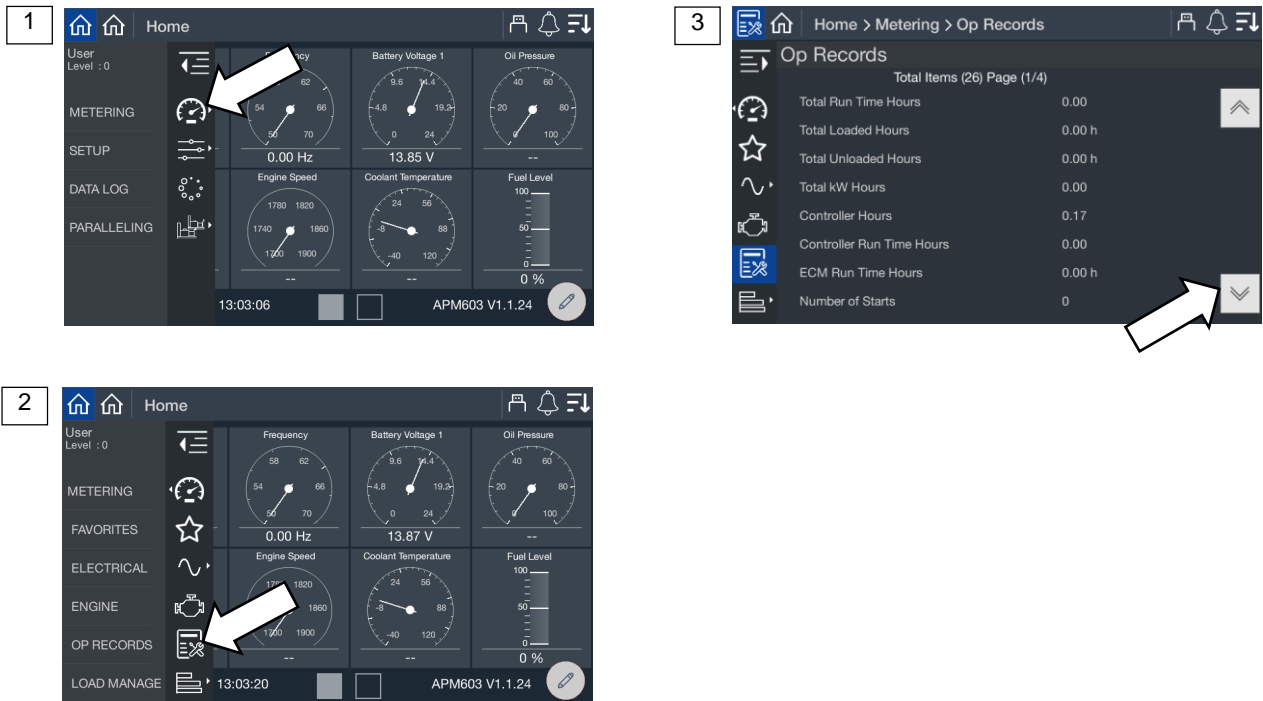 1
Home
User
Level : 0
METERING
SETUP
DATA LOG
PARALLELING
Battery Voltage 1
Oil Pressure
62
54
66
50
70
0.00 Hz
9.6
14.4
4.8
19.2
0
24
13.85 V
40
60
20
80
0
100
--
Engine Speed
Coolant Temperature
Fuel Level
1780
1820
1740
1860
1700
1900
--
24
56
-8
88
-40
120
--
100
50
0
0 %
13:03:06
APM603 V1.1.24
2
Home
User
Level : 0
METERING
FAVORITES
ELECTRICAL
ENGINE
OP RECORDS
LOAD MANAGE
Frequency
Battery Voltage 1
Oil Pressure
58
62
54
66
50
70
0.00 Hz
9.6
14.4
4.8
19.2
0
24
13.87 V
40
60
20
80
0
100
--
Engine Speed
Coolant Temperature
Fuel Level
1820
1860
1700
1900
--
24
56
-8
88
-40
120
--
100
50
0
0 %
13:03:20
APM603 V1.1.24
3
Home > Metering > Op Records
Op Records
Total Items (26) Page (1/4)
Total Run Time Hours 0.00
Total Loaded Hours 0.00 h
Total Unloaded Hours 0.00 h
Total kW Hours 0.00
Controller Hours 0.17
Controller Run Time Hours 0.00
ECM Run Time Hours 0.00 h
Number of Starts 0